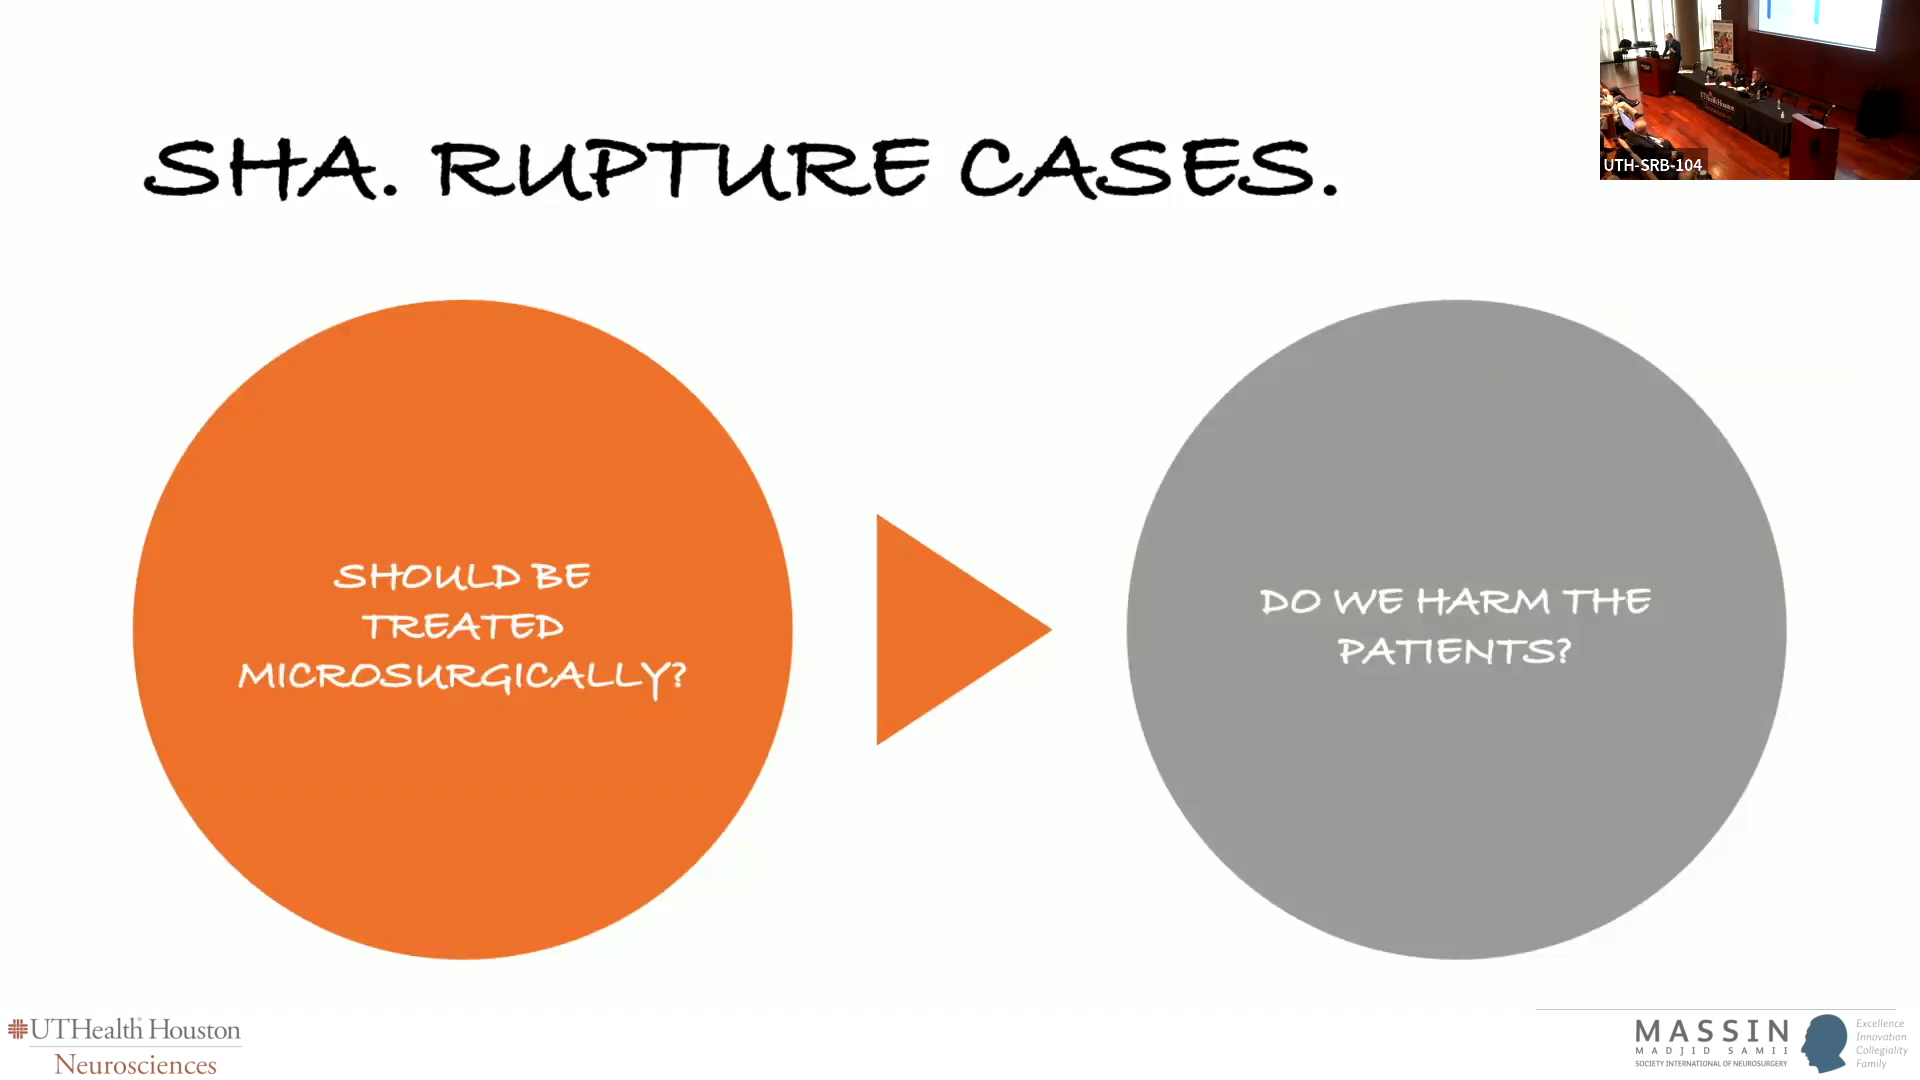 SHA. RUPTURE CASES.
UTH-SRB-104
SHOULD BE
TREATED
MICROSURGICALLY?
DO WE HARM THE
PATIENTS?
UTHealth Houston
Neurosciences
MASSIN
MADJID SAMII
SOCIETY INTERNATIONAL OF NEUROSURGERY
Excellence
Innovation
Collegiality
Family